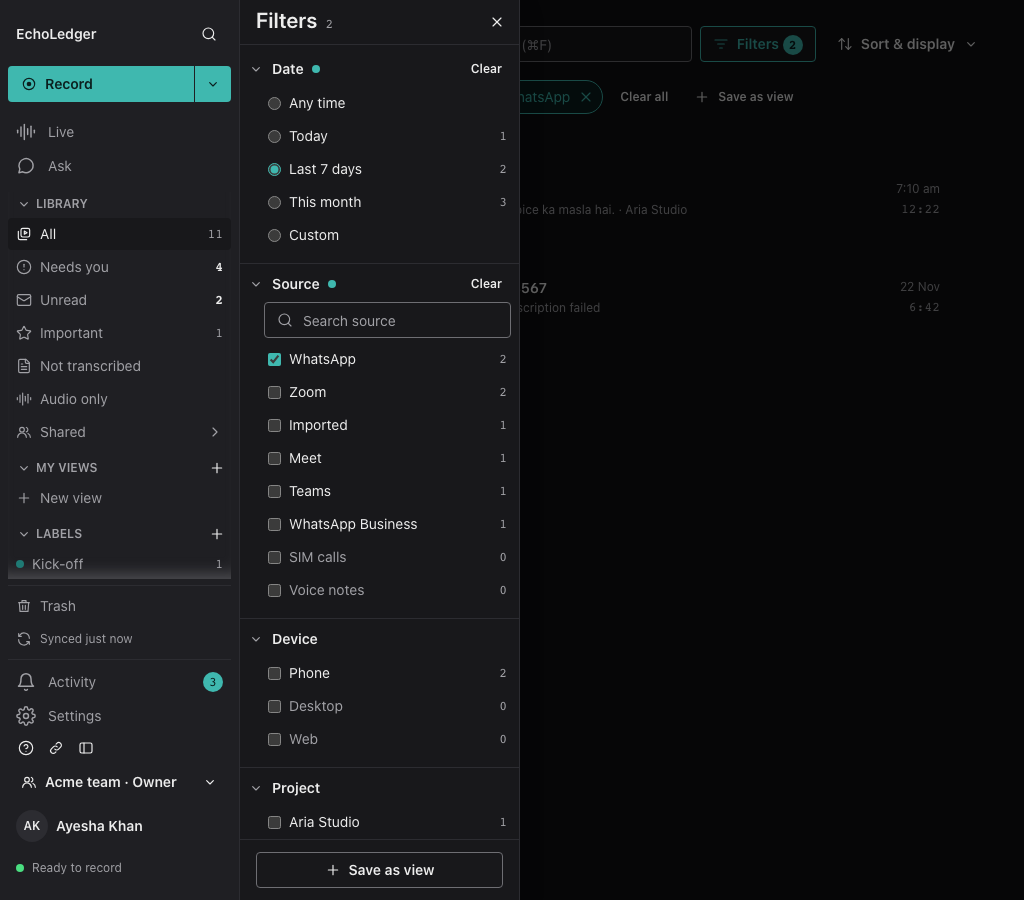 EchoLedger
Record
Live
Ask
LIBRARY
All 11
Needs you 4
Unread 2
Important 1
Not transcribed
Audio only
Shared
MY VIEWS
New view
LABELS
Kick-off 1
Trash
Synced just now
Activity 3
Settings
Acme team · Owner
AK Ayesha Khan
Ready to record
Filters 2
Date Clear
Any time
Today 1
Last 7 days 2
This month 3
Custom
Source Clear
Search source
WhatsApp 2
Zoom 2
Imported 1
Meet 1
Teams 1
WhatsApp Business 1
SIM calls 0
Voice notes 0
Device
Phone 2
Desktop 0
Web 0
Project
Aria Studio 1
Save as view
(⌘F) Filters 2 Sort & display
Clear all Save as view
7:10 am
ka masla hai. · Aria Studio 12:22
567 22 Nov
failed 6:42